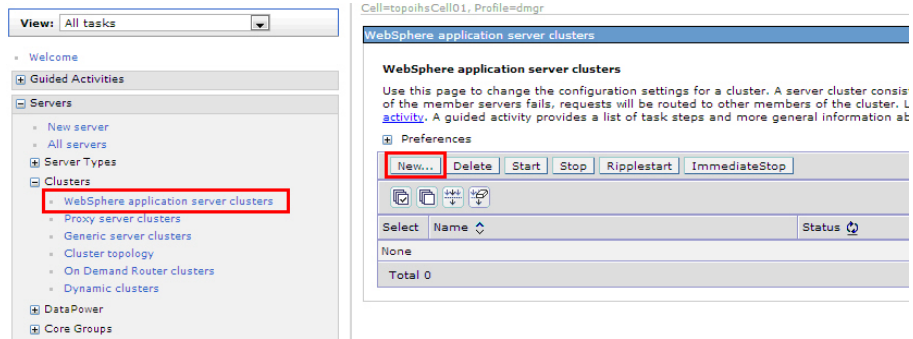 View: All tasks
Welcome
Guided Activities
Servers
New server
All servers
Server Types
Clusters
WebSphere application server clusters
Proxy server clusters
Generic server clusters
Cluster topology
On Demand Router clusters
Dynamic clusters
DataPower
Core Groups
Cell=topoihsCell01, Profile=dmgr
WebSphere application server clusters
WebSphere application server clusters
Use this page to change the configuration settings for a cluster. A server cluster consis
of the member servers fails, requests will be routed to other members of the cluster. L
activity. A guided activity provides a list of task steps and more general information ab
Preferences
New... Delete Start Stop Ripplestart ImmediateStop
Select Name Status
None
Total 0